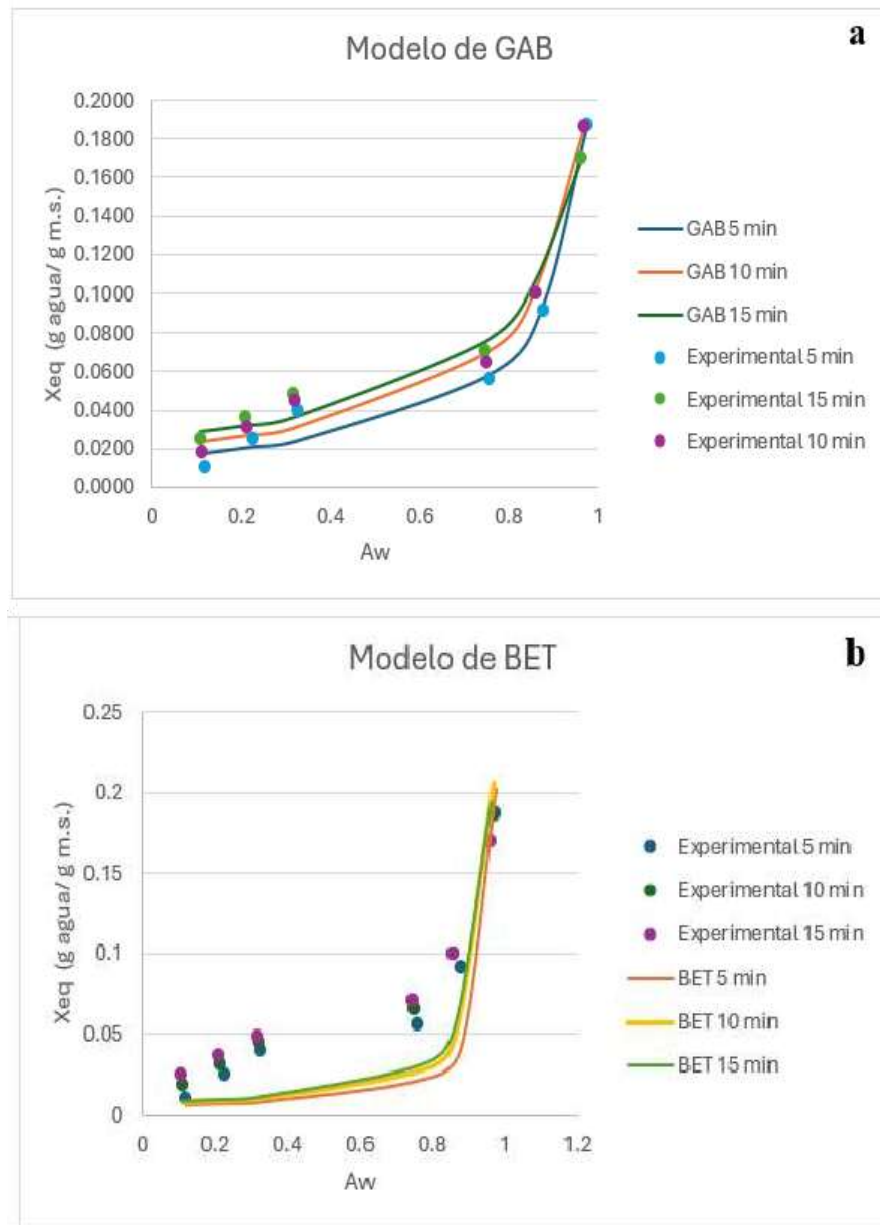 a
Modelo de GAB
Xeq (g agua/ g m.s.)
0.2000
0.1800
0.1600
0.1400
0.1200
0.1000
0.0800
0.0600
0.0400
0.0200
0.0000
0 0.2 0.4 0.6 0.8 1
Aw
GAB 5 min
GAB 10 min
GAB 15 min
Experimental 5 min
Experimental 15 min
Experimental 10 min
b
Modelo de BET
Xeq (g agua/ g m.s.)
0.25
0.2
0.15
0.1
0.05
0
0 0.2 0.4 0.6 0.8 1 1.2
Aw
Experimental 5 min
Experimental 10 min
Experimental 15 min
BET 5 min
BET 10 min
BET 15 min